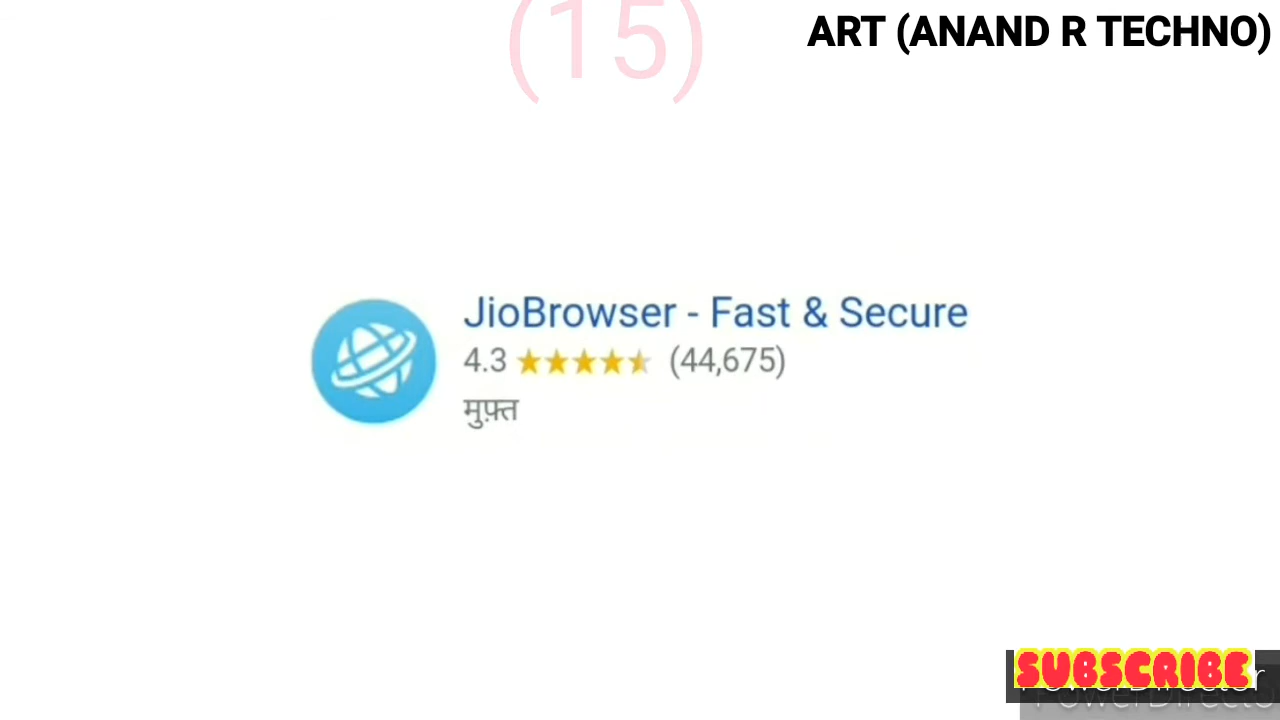 (15)
ART (ANAND R TECHNO)
JioBrowser - Fast & Secure
4.3 ★★★★★ (44,675)
मुफ़्त
SUBSCRIBE